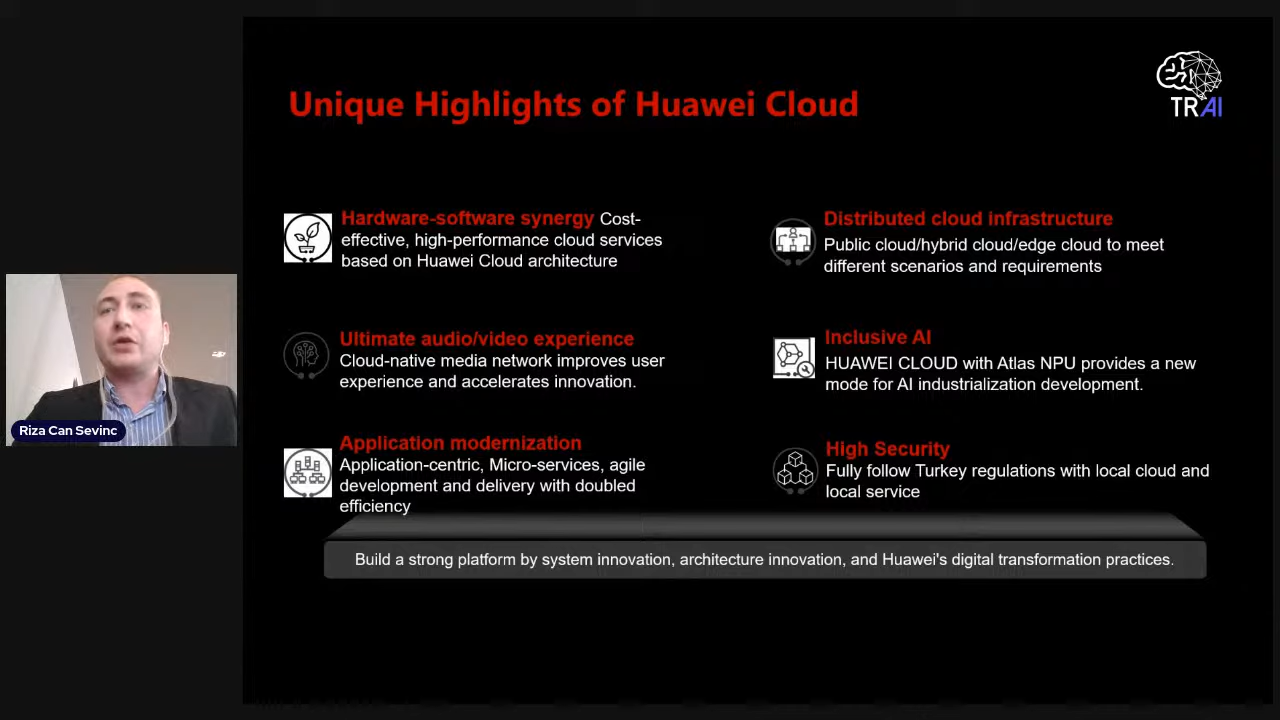 Unique Highlights of Huawei Cloud
TRAI
Hardware-software synergy Cost-
effective, high-performance cloud services
based on Huawei Cloud architecture
Distributed cloud infrastructure
Public cloud/hybrid cloud/edge cloud to meet
different scenarios and requirements
Ultimate audio/video experience
Cloud-native media network improves user
experience and accelerates innovation.
Inclusive AI
HUAWEI CLOUD with Atlas NPU provides a new
mode for AI industrialization development.
Riza Can Sevinc
Application modernization
Application-centric, Micro-services, agile
development and delivery with doubled
efficiency
High Security
Fully follow Turkey regulations with local cloud and
local service
Build a strong platform by system innovation, architecture innovation, and Huawei's digital transformation practices.